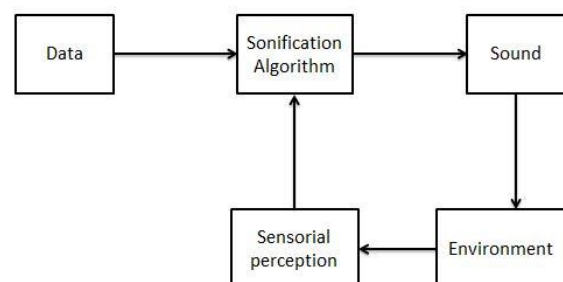 Data
Sonification
Algorithm
Sound
Sensorial
perception
Environment